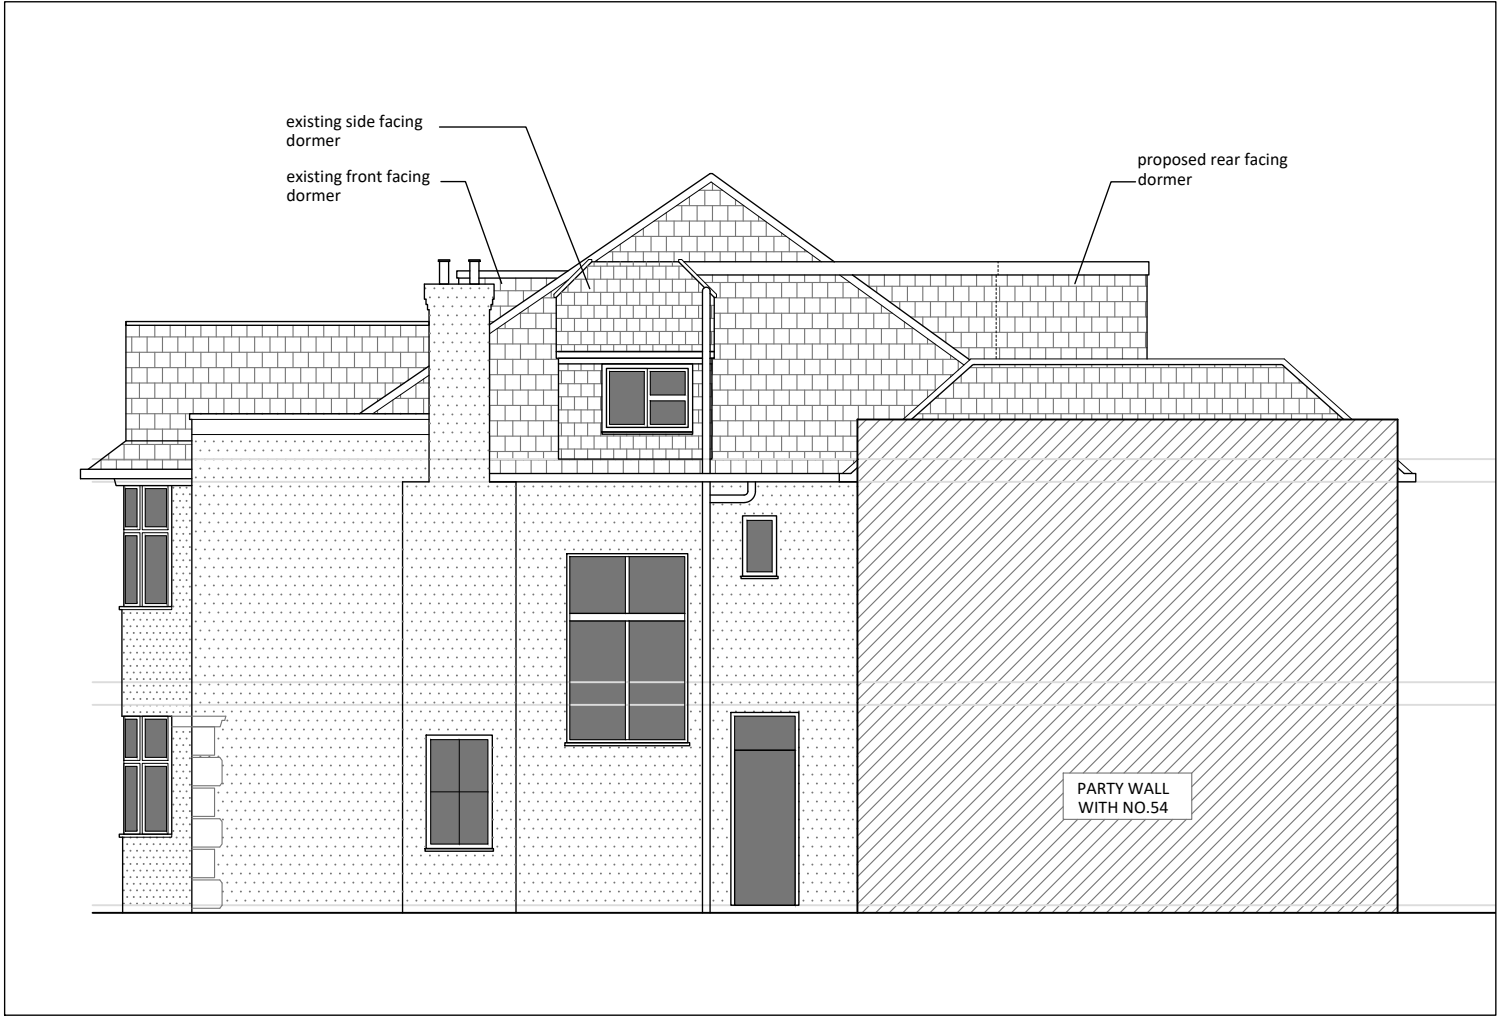 existing side facing
dormer
existing front facing
dormer
proposed rear facing
dormer
PARTY WALL
WITH NO.54